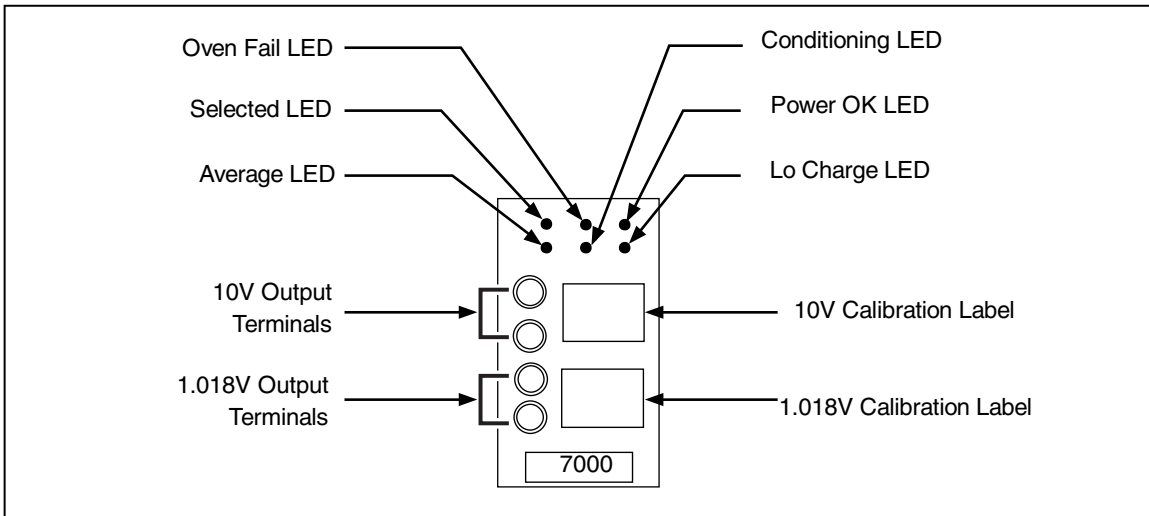 Oven Fail LED
Selected LED
Average LED
Conditioning LED
Power OK LED
Lo Charge LED
10V Output
Terminals
1.018V Output
Terminals
10V Calibration Label
1.018V Calibration Label
7000